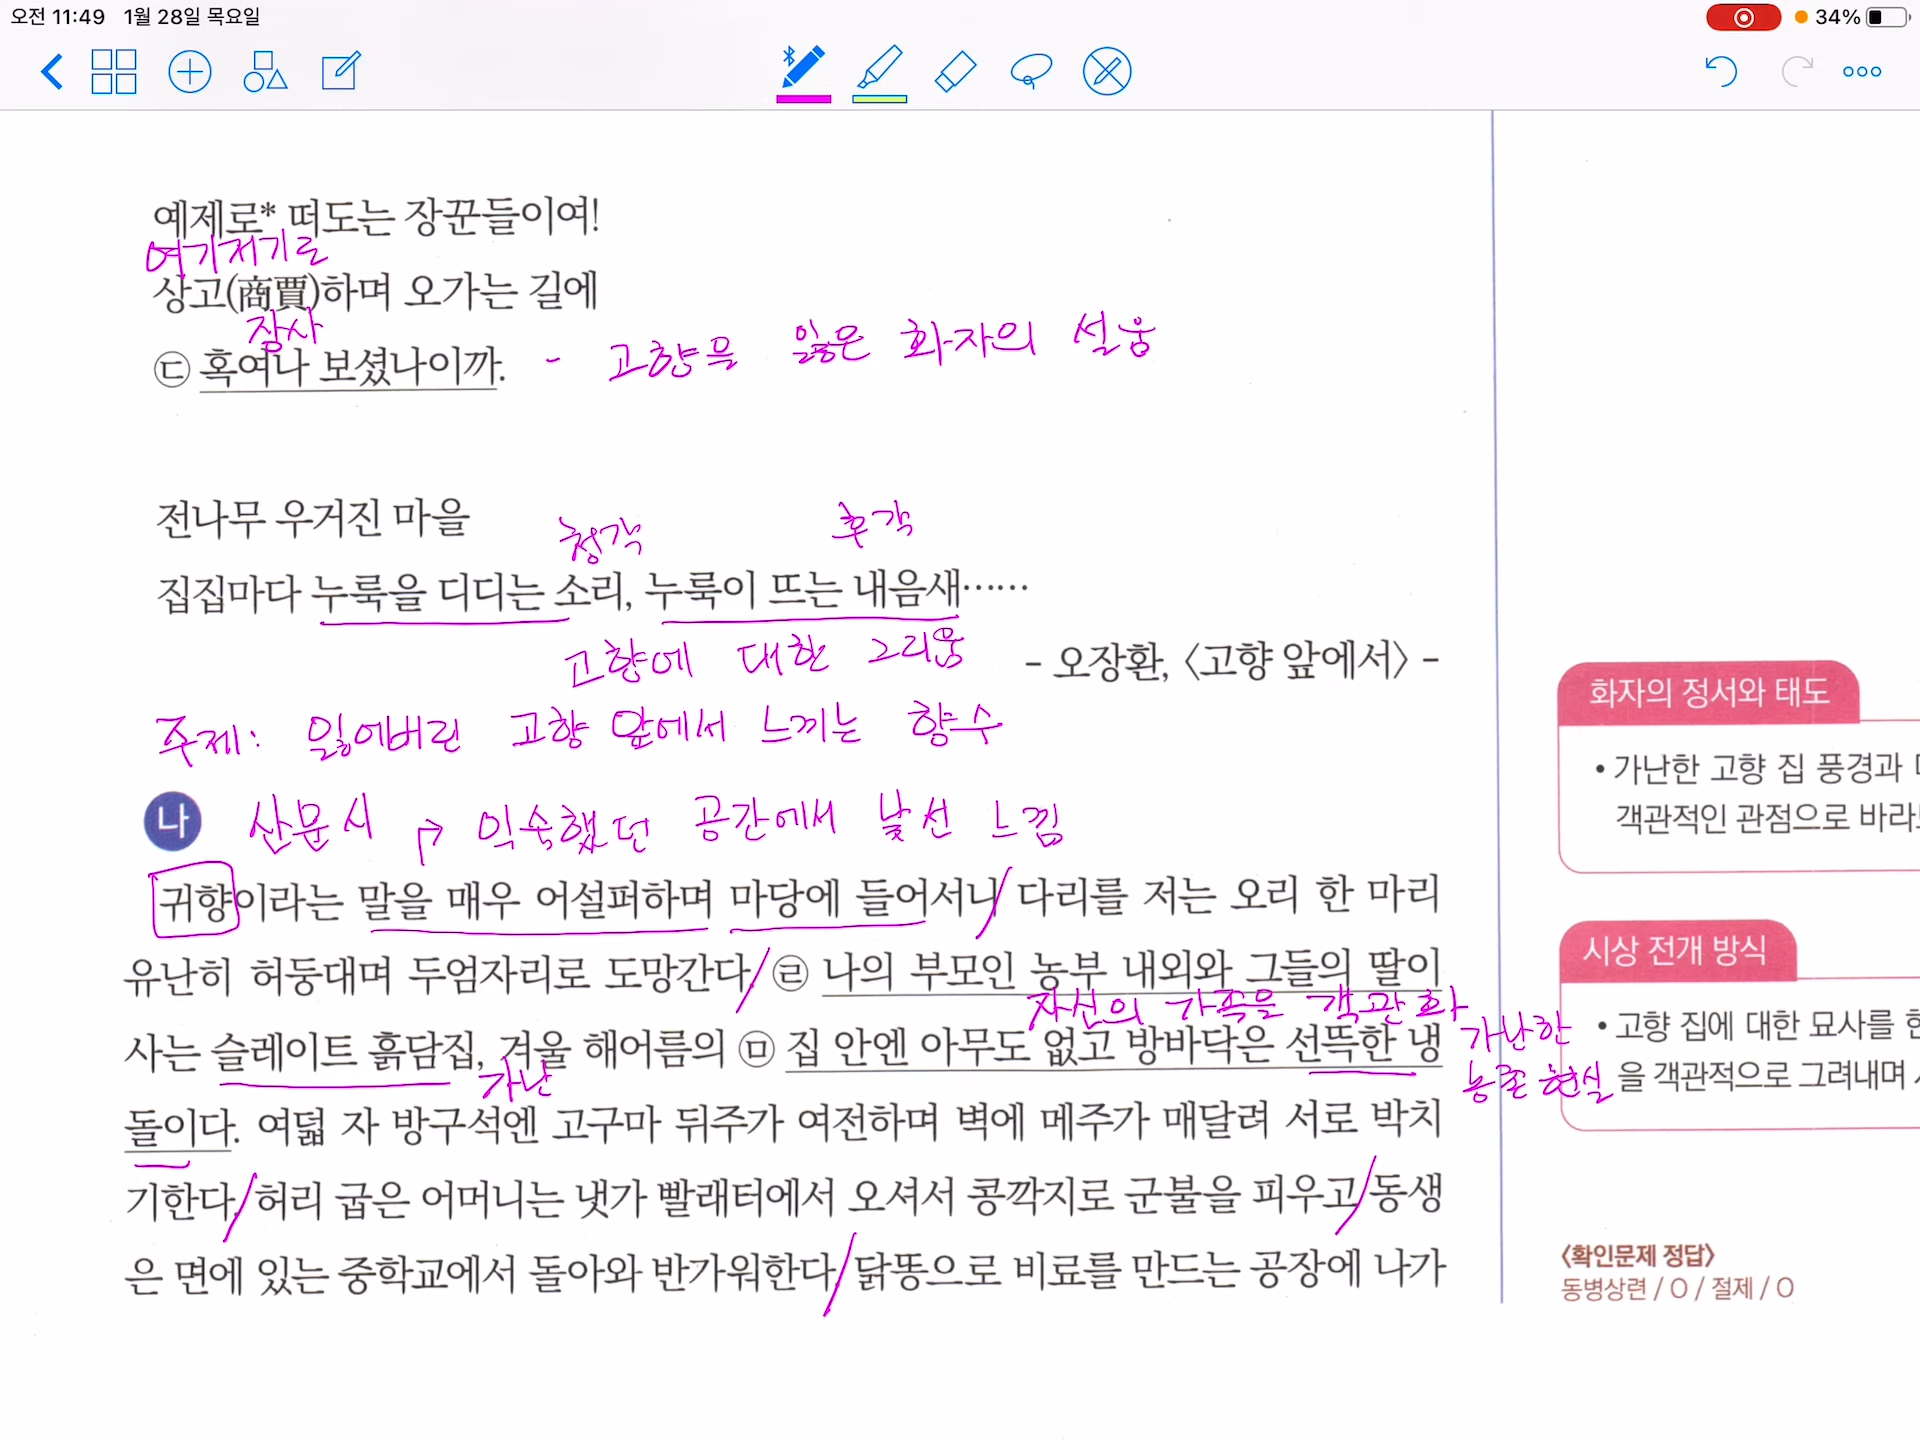 오전 11:49 1월 28일 목요일
34%
예제로* 떠도는 장꾼들이여!
여기저기로
상고(商賈)하며 오가는 길에
장사
㉢ 혹여나 보셨나이까. - 고향을 잃은 화자의 설움
전나무 우거진 마을
청각 후각
집집마다 누룩을 디디는 소리, 누룩이 뜨는 내음새……
고향에 대한 그리움
- 오장환, 〈고향 앞에서〉 -
주제: 잃어버린 고향 앞에서 느끼는 향수
나 산문시 → 익숙했던 공간에서 낯선 느낌
귀향이라는 말을 매우 어설퍼하며 마당에 들어서니/ 다리를 저는 오리 한 마리
유난히 허둥대며 두엄자리로 도망간다./ ㉣ 나의 부모인 농부 내외와 그들의 딸이
자신의 가족을 객관화
사는 슬레이트 흙담집, 겨울 해어름의 ㉤ 집 안엔 아무도 없고 방바닥은 선뜩한 냉
가난
가난한
농촌 현실
돌이다. 여덟 자 방구석엔 고구마 뒤주가 여전하며 벽에 메주가 매달려 서로 박치
기한다./ 허리 굽은 어머니는 냇가 빨래터에서 오셔서 콩깍지로 군불을 피우고/ 동생
은 면에 있는 중학교에서 돌아와 반가워한다./ 닭똥으로 비료를 만드는 공장에 나가
화자의 정서와 태도
• 가난한 고향 집 풍경과
객관적인 관점으로 바라보
시상 전개 방식
• 고향 집에 대한 묘사를
을 객관적으로 그려내며
〈확인문제 정답〉
동병상련 / O / 절제 / O